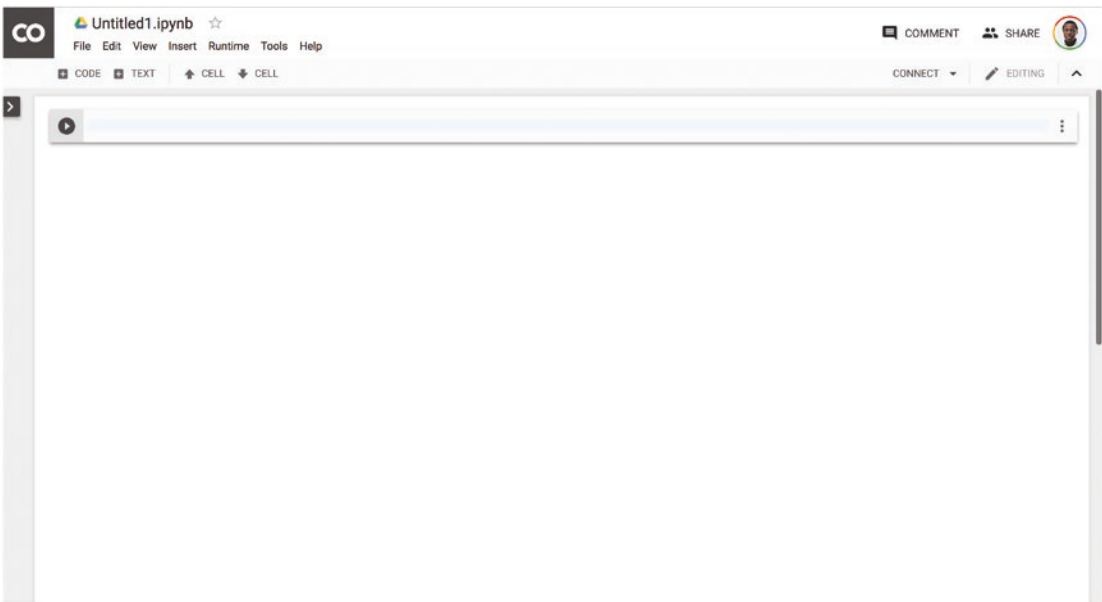 CO
Untitled1.ipynb
COMMENT SHARE
File Edit View Insert Runtime Tools Help
CODE TEXT CELL CELL
CONNECT EDITING